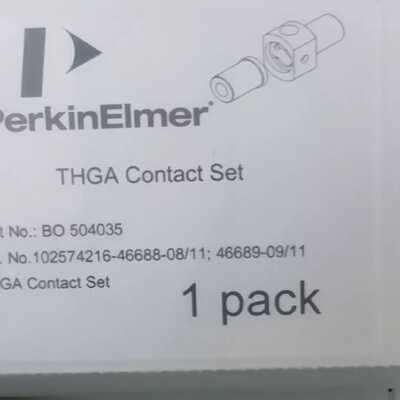 PerkinElmer®
THGA Contact Set
t No.: BO 504035
. No.102574216-46688-08/11; 46689-09/11
GA Contact Set
1 pack